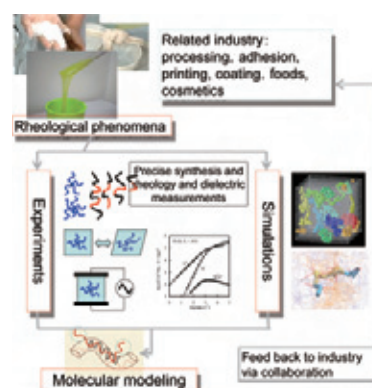 Related industry:
processing, adhesion,
printing, coating, foods,
cosmetics
Rheological phenomena
Precise synthesis and
rheology and dielectric
measurements
Experiments
Simulations
Molecular modeling
Feed back to industry
via collaboration